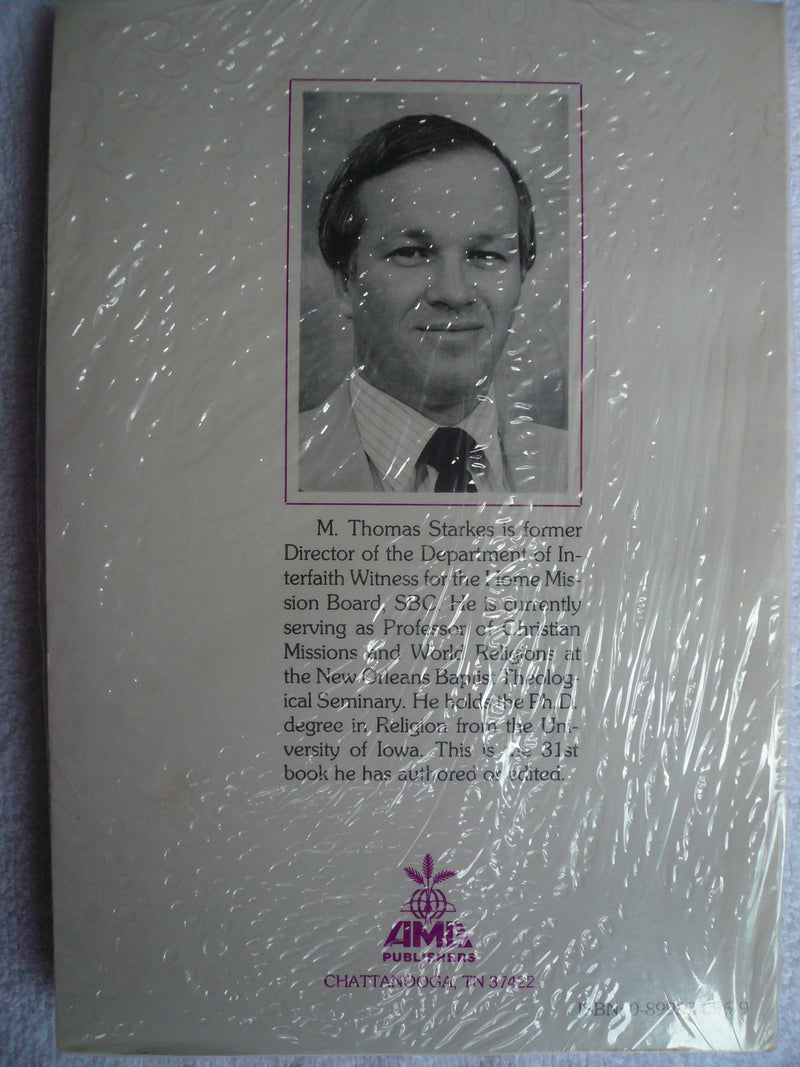 M. Thomas Starkes is former
Director of the Department of In-
terfaith Witness for the Home Mis-
sion Board, SBC. He is currently
serving as Professor of Christian
Missions and World Religions at
the New Orleans Baptist Theolog-
ical Seminary. He holds the Ph.D.
degree in Religion from the Uni-
versity of Iowa. This is the 31st
book he has authored or edited.
AMG
PUBLISHERS
CHATTANOOGA, TN 37422
ISBN